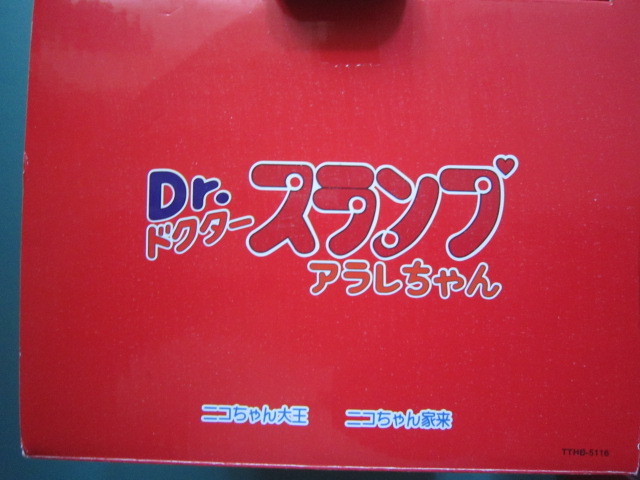 Dr.スランプ
ドクター
アラレちゃん
ニコちゃん大王 ニコちゃん家来
TTHB-5116